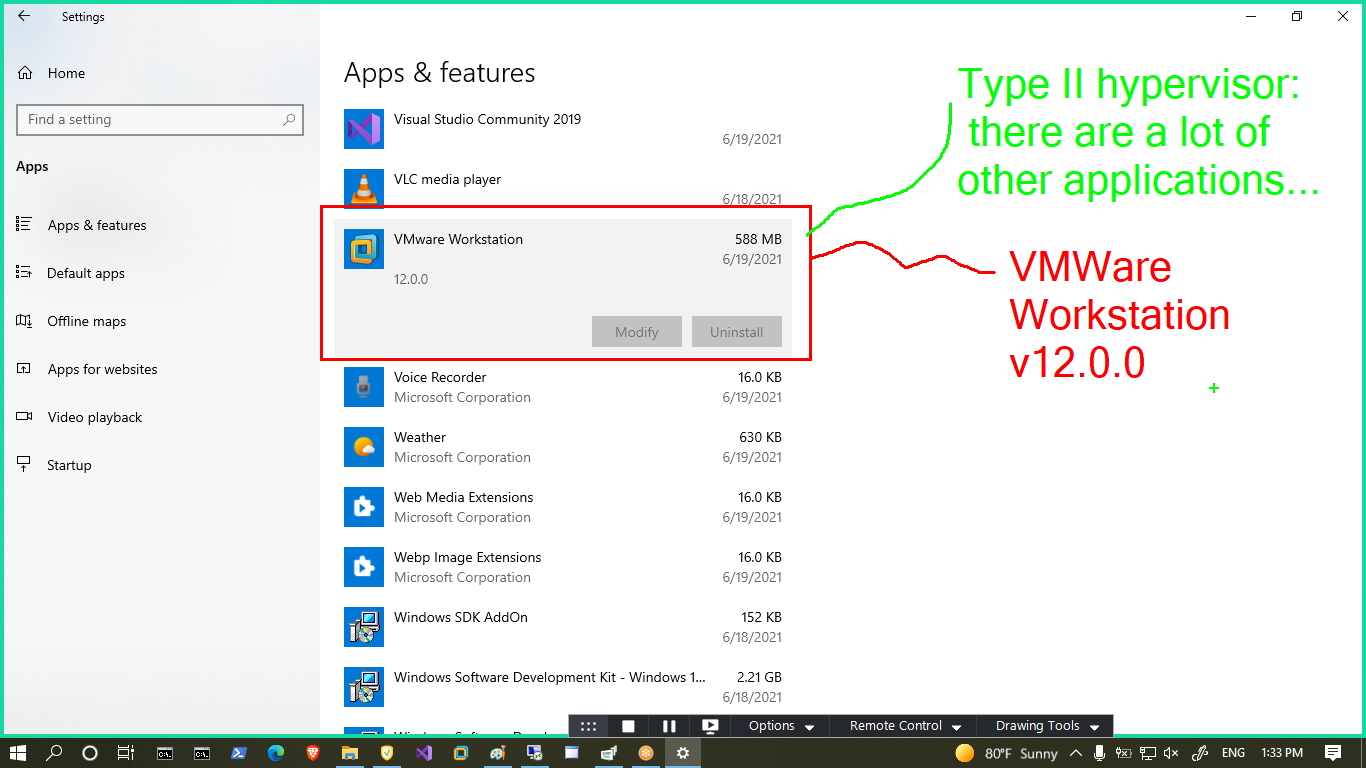 Settings
Home
Find a setting
Apps
Apps & features
Default apps
Offline maps
Apps for websites
Video playback
Startup
Apps & features
Visual Studio Community 2019
6/19/2021
VLC media player
6/18/2021
VMware Workstation 588 MB
6/19/2021
12.0.0
Modify Uninstall
Voice Recorder 16.0 KB
Microsoft Corporation 6/19/2021
Weather 630 KB
Microsoft Corporation 6/19/2021
Web Media Extensions 16.0 KB
Microsoft Corporation 6/19/2021
Webp Image Extensions 16.0 KB
Microsoft Corporation 6/19/2021
Windows SDK AddOn 152 KB
6/18/2021
Windows Software Development Kit - Windows 1... 2.21 GB
6/18/2021
Type II hypervisor:
there are a lot of
other applications...
VMWare
Workstation
v12.0.0
Options Remote Control Drawing Tools
80°F Sunny ENG 1:33 PM